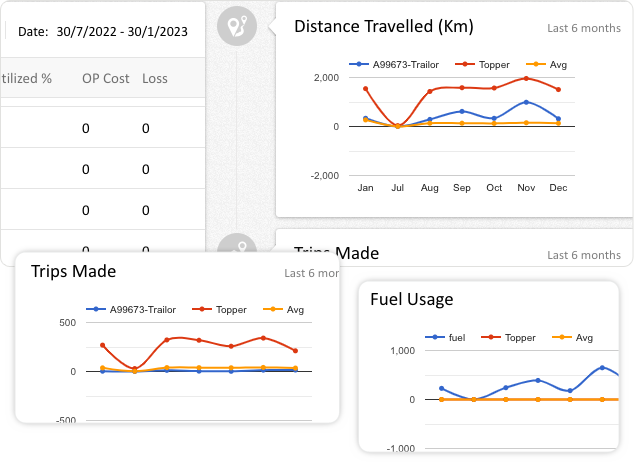 Date: 30/7/2022 - 30/1/2023
tilized % OP Cost Loss
0 0
0 0
0 0
0 0
Distance Travelled (Km) Last 6 months
A99673-Trailor Topper Avg
2,000
0
-2,000
Jan Jul Aug Sep Oct Nov Dec
Trips Made Last 6 months
Trips Made Last 6 mor
A99673-Trailor Topper Avg
500
0
-500
Fuel Usage
fuel Topper Avg
1,000
0
-1,000